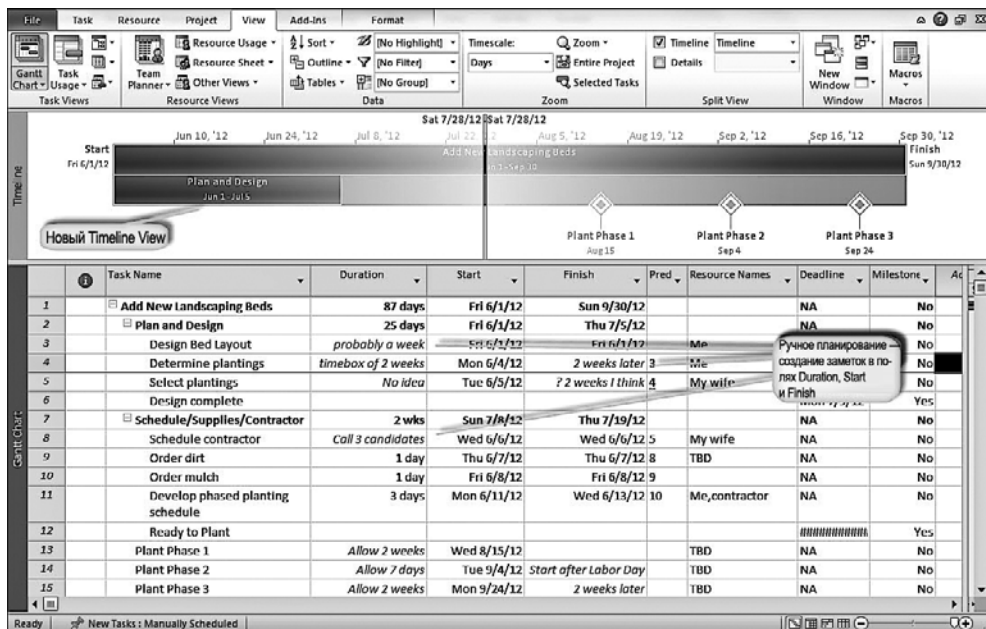 File Task Resource Project View Add-Ins Format
Gantt Chart Task Usage Team Planner Resource Usage Resource Sheet Other Views
Sort Outline Tables [No Highlight] [No Filter] [No Group]
Timescale: Days Zoom Entire Project Selected Tasks
Timeline Timeline Details New Window Macros
Task Views Resource Views Data Zoom Split View Window Macros
Sat 7/28/12 Sat 7/28/12
Jun 10, '12 Jun 24, '12 Jul 8, '12 Aug 5, '12 Aug 19, '12 Sep 2, '12 Sep 16, '12 Sep 30, '12
Start Add New Landscaping Beds Finish
Fri 6/1/12 Sun 9/30/12
Plan and Design
Jun 1 - Jul 5
Timeline
Новый Timeline View
Plant Phase 1 Plant Phase 2 Plant Phase 3
Aug 15 Sep 4 Sep 24
Task Name Duration Start Finish Pred Resource Names Deadline Milestone
1 Add New Landscaping Beds 87 days Fri 6/1/12 Sun 9/30/12 NA No
2 Plan and Design 25 days Fri 6/1/12 Thu 7/5/12 NA No
3 Design Bed Layout probably a week Fri 6/1/12 Fri 6/1/12 Me No
4 Determine plantings timebox of 2 weeks Mon 6/4/12 2 weeks later 3 Me No
5 Select plantings No idea Tue 6/5/12 ? 2 weeks I think 4 My wife No
6 Design complete Yes
Ручное планирование —
создание заметок в по-
лях Duration, Start
и Finish
7 Schedule/Supplies/Contractor 2 wks Sun 7/8/12 Thu 7/19/12 NA No
8 Schedule contractor Call 3 candidates Wed 6/6/12 Wed 6/6/12 5 My wife NA No
9 Order dirt 1 day Thu 6/7/12 Thu 6/7/12 8 TBD NA No
10 Order mulch 1 day Fri 6/8/12 Fri 6/8/12 9 NA No
11 Develop phased planting 3 days Mon 6/11/12 Wed 6/13/12 10 Me,contractor NA No
schedule
12 Ready to Plant Yes
13 Plant Phase 1 Allow 2 weeks Wed 8/15/12 TBD NA No
14 Plant Phase 2 Allow 7 days Tue 9/4/12 Start after Labor Day TBD NA No
15 Plant Phase 3 Allow 2 weeks Mon 9/24/12 2 weeks later TBD NA No
Gantt Chart
Ready New Tasks : Manually Scheduled